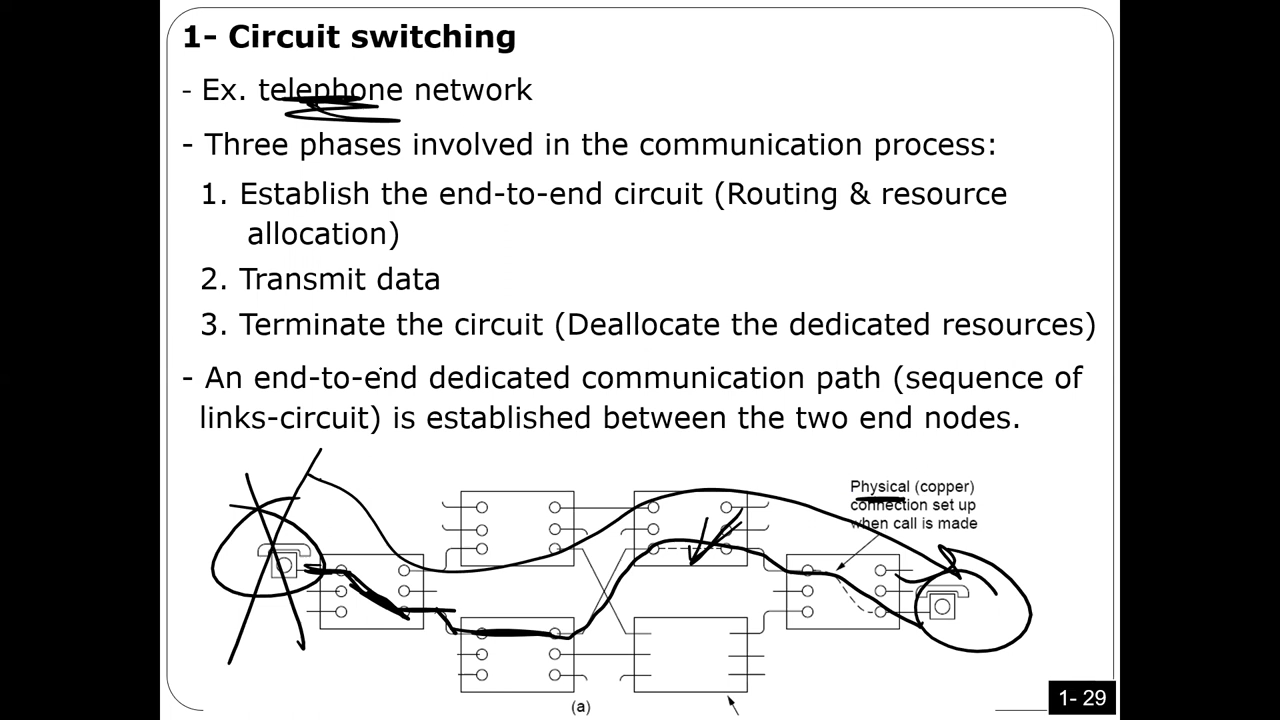 1- Circuit switching
- Ex. telephone network
- Three phases involved in the communication process:
1. Establish the end-to-end circuit (Routing & resource
allocation)
2. Transmit data
3. Terminate the circuit (Deallocate the dedicated resources)
- An end-to-end dedicated communication path (sequence of
links-circuit) is established between the two end nodes.
Physical (copper)
connection set up
when call is made
(a)
1- 29